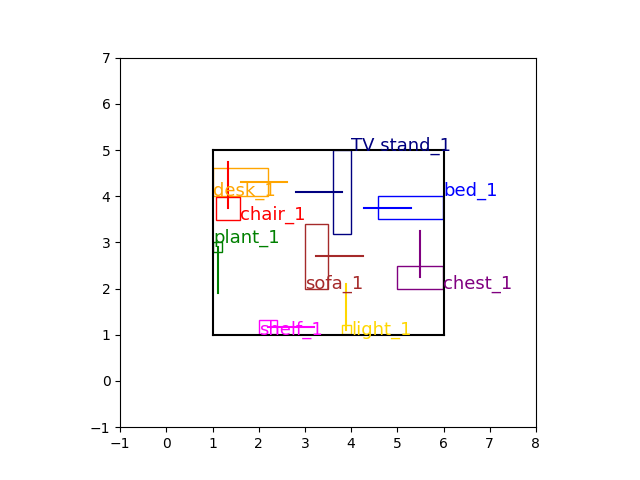 7
6
5
4
3
2
1
0
−1
TV stand_1
desk_1
bed_1
chair_1
plant_1
sofa_1
chest_1
shelf_1
light_1
−1 0 1 2 3 4 5 6 7 8